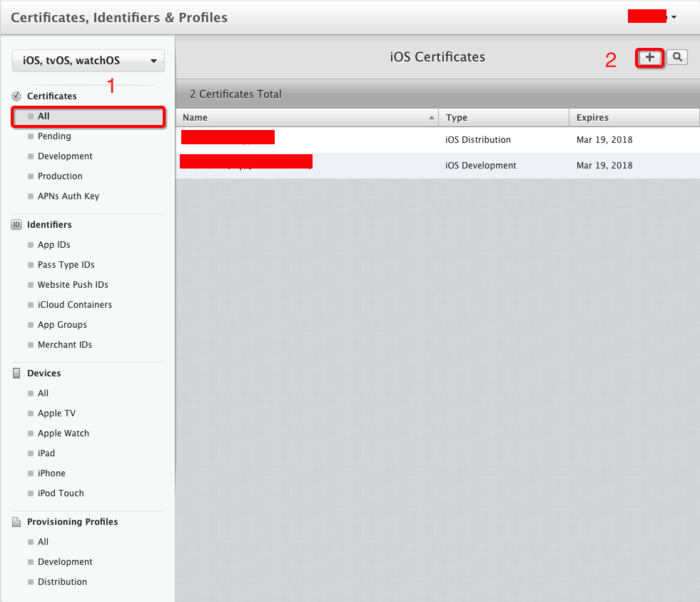 Certificates, Identifiers & Profiles
iOS, tvOS, watchOS
1
Certificates
All
Pending
Development
Production
APNs Auth Key
Identifiers
App IDs
Pass Type IDs
Website Push IDs
iCloud Containers
App Groups
Merchant IDs
Devices
All
Apple TV
Apple Watch
iPad
iPhone
iPod Touch
Provisioning Profiles
All
Development
Distribution
iOS Certificates
2
+
2 Certificates Total
Name Type Expires
iOS Distribution Mar 19, 2018
iOS Development Mar 19, 2018